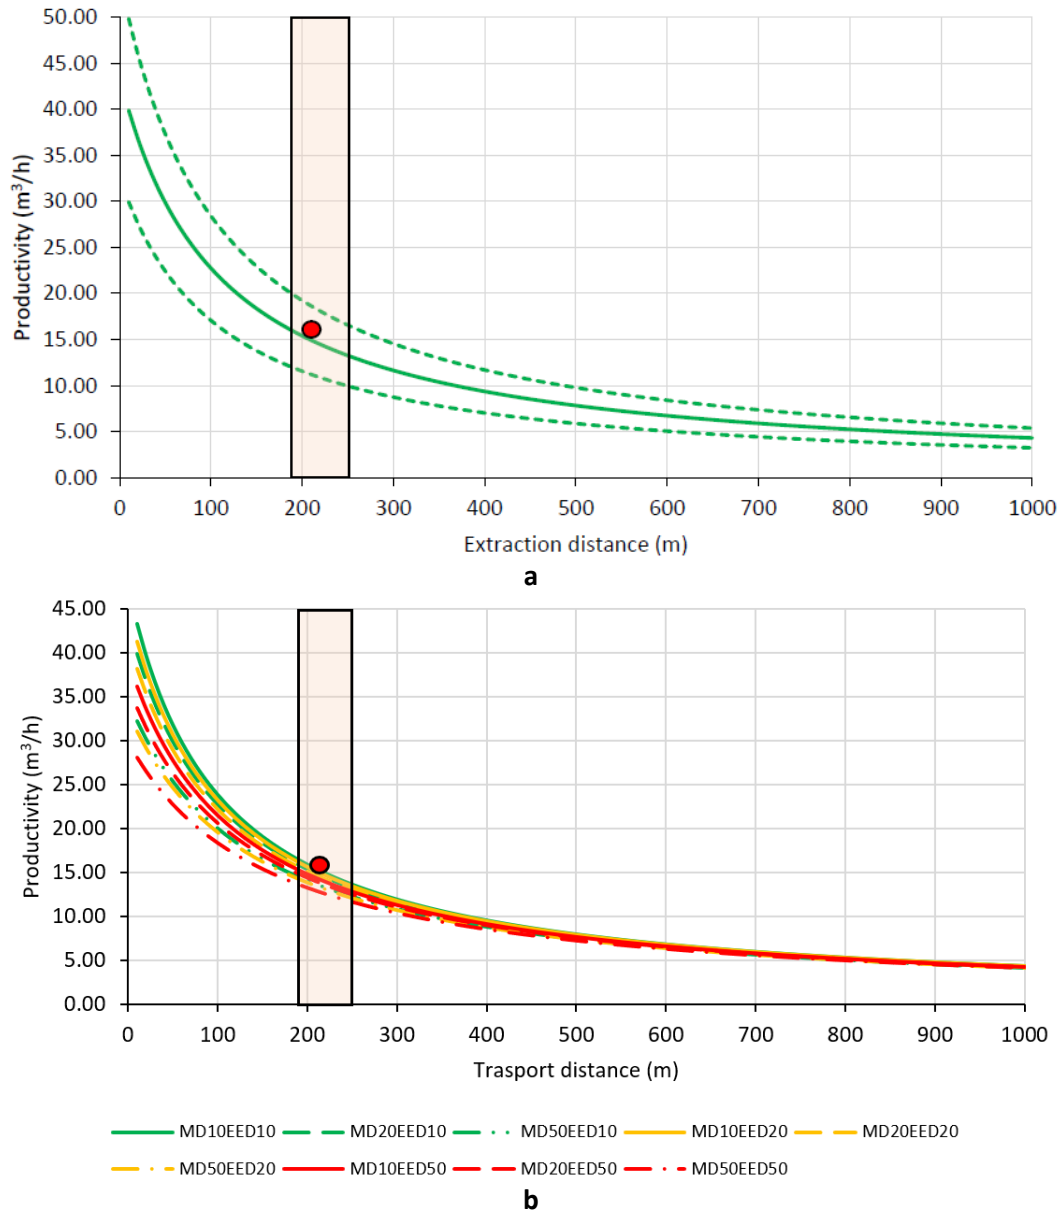 50.00
45.00
40.00
35.00
30.00
25.00
20.00
15.00
10.00
5.00
0.00
Productivity (m³/h)
0 100 200 300 400 500 600 700 800 900 1000
Extraction distance (m)
a
45.00
40.00
35.00
30.00
25.00
20.00
15.00
10.00
5.00
0.00
Productivity (m³/h)
0 100 200 300 400 500 600 700 800 900 1000
Trasport distance (m)
MD10EED10 MD20EED10 MD50EED10 MD10EED20 MD20EED20
MD50EED20 MD10EED50 MD20EED50 MD50EED50
b